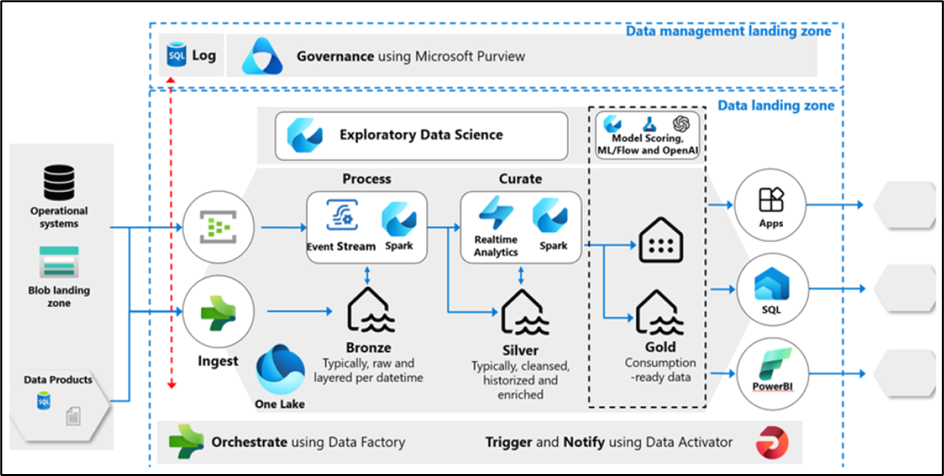 Data management landing zone
SQL
Log
Governance using Microsoft Purview
Data landing zone
Exploratory Data Science
Model Scoring,
ML/Flow and OpenAI
Operational
systems
Blob landing
zone
Data Products
SQL
Ingest
One Lake
Process
Event Stream
Spark
Bronze
Typically, raw and
layered per datetime
Curate
Realtime
Analytics
Spark
Silver
Typically, cleansed,
historized and
enriched
Gold
Consumption
-ready data
Apps
SQL
PowerBI
Orchestrate using Data Factory
Trigger and Notify using Data Activator